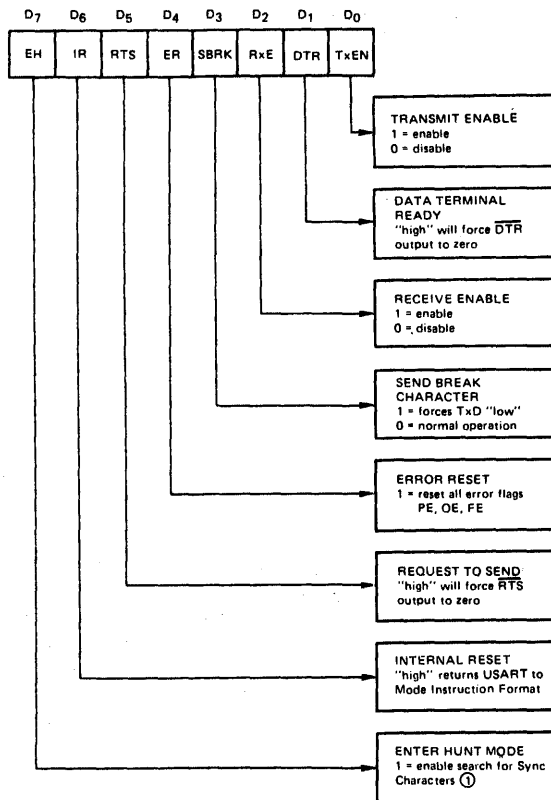 D7 D6 D5 D4 D3 D2 D1 D0
EH IR RTS ER SBRK RxE DTR TxEN
TRANSMIT ENABLE
1 = enable
0 = disable
DATA TERMINAL
READY
"high" will force DTR
output to zero
RECEIVE ENABLE
1 = enable
0 = disable
SEND BREAK
CHARACTER
1 = forces TxD "low"
0 = normal operation
ERROR RESET
1 = reset all error flags
PE, OE, FE
REQUEST TO SEND
"high" will force RTS
output to zero
INTERNAL RESET
"high" returns USART to
Mode Instruction Format
ENTER HUNT MODE
1 = enable search for Sync
Characters ①